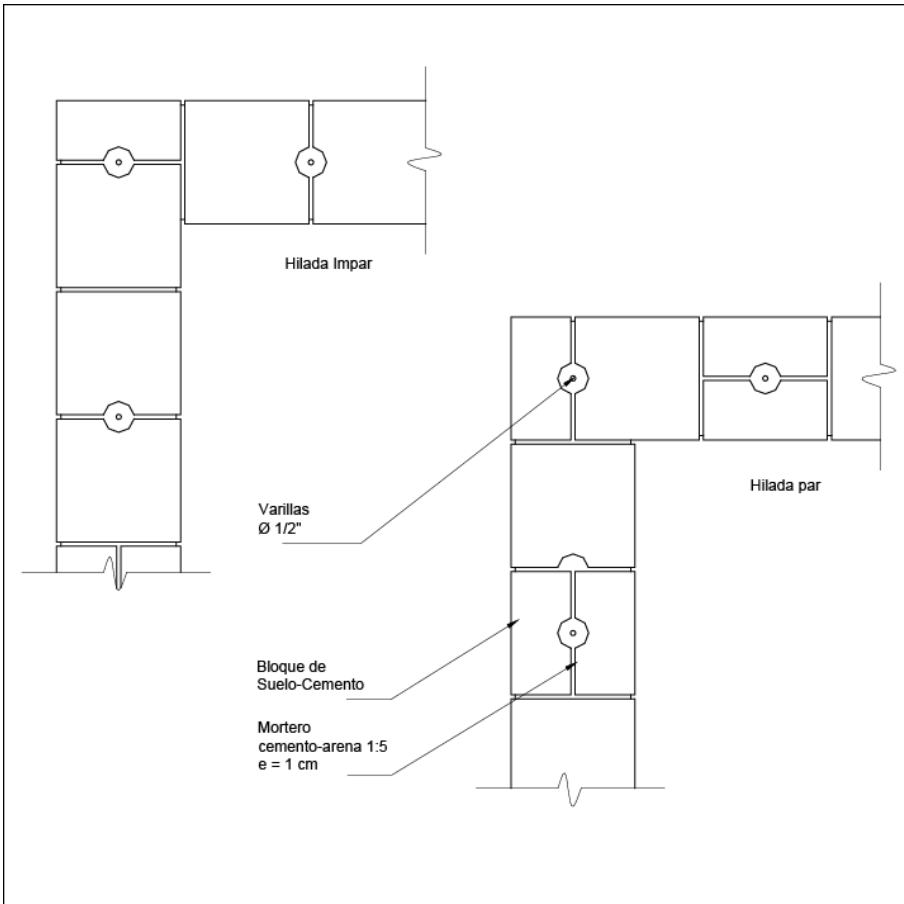 Hilada Impar
Hilada par
Varillas
Ø 1/2"
Bloque de
Suelo-Cemento
Mortero
cemento-arena 1:5
e = 1 cm